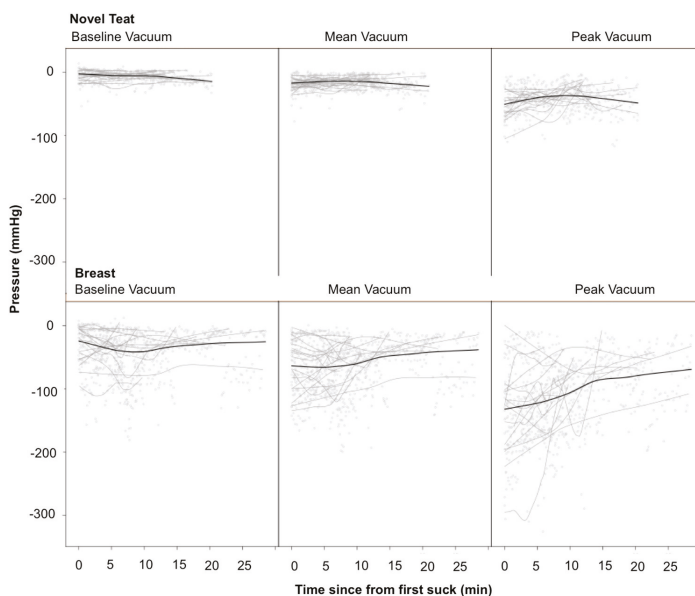 Novel Teat
Baseline Vacuum Mean Vacuum Peak Vacuum
0
-100
-200
-300
Pressure (mmHg)
Breast
Baseline Vacuum Mean Vacuum Peak Vacuum
0
-100
-200
-300
0 5 10 15 20 25 0 5 10 15 20 25 0 5 10 15 20 25
Time since from first suck (min)